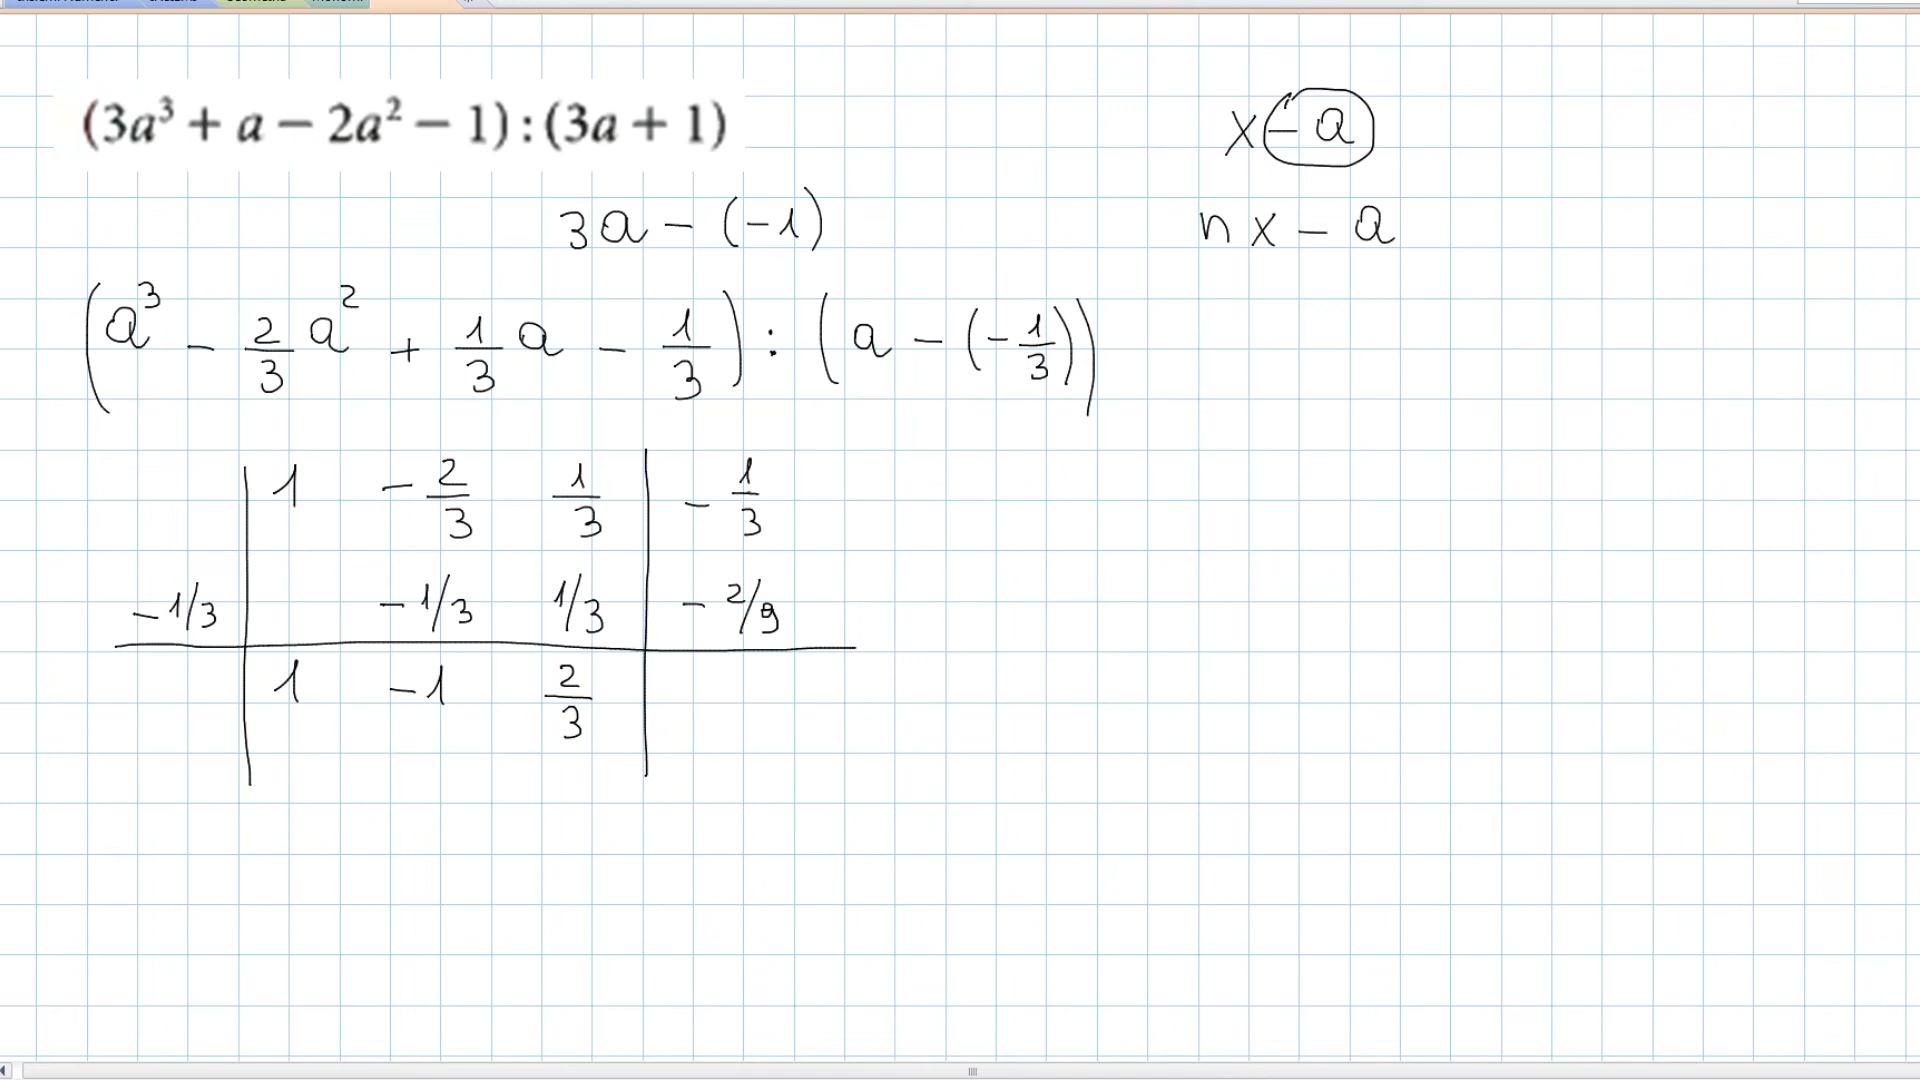 (3a³ + a − 2a² − 1) : (3a + 1)
x − a
3a − (−1)
nx − a
(a³ − 2/3 a² + 1/3 a − 1/3) : (a − (−1/3))
1 −2/3 1/3 −1/3
−1/3 −1/3 1/3 −2/9
1 −1 2/3